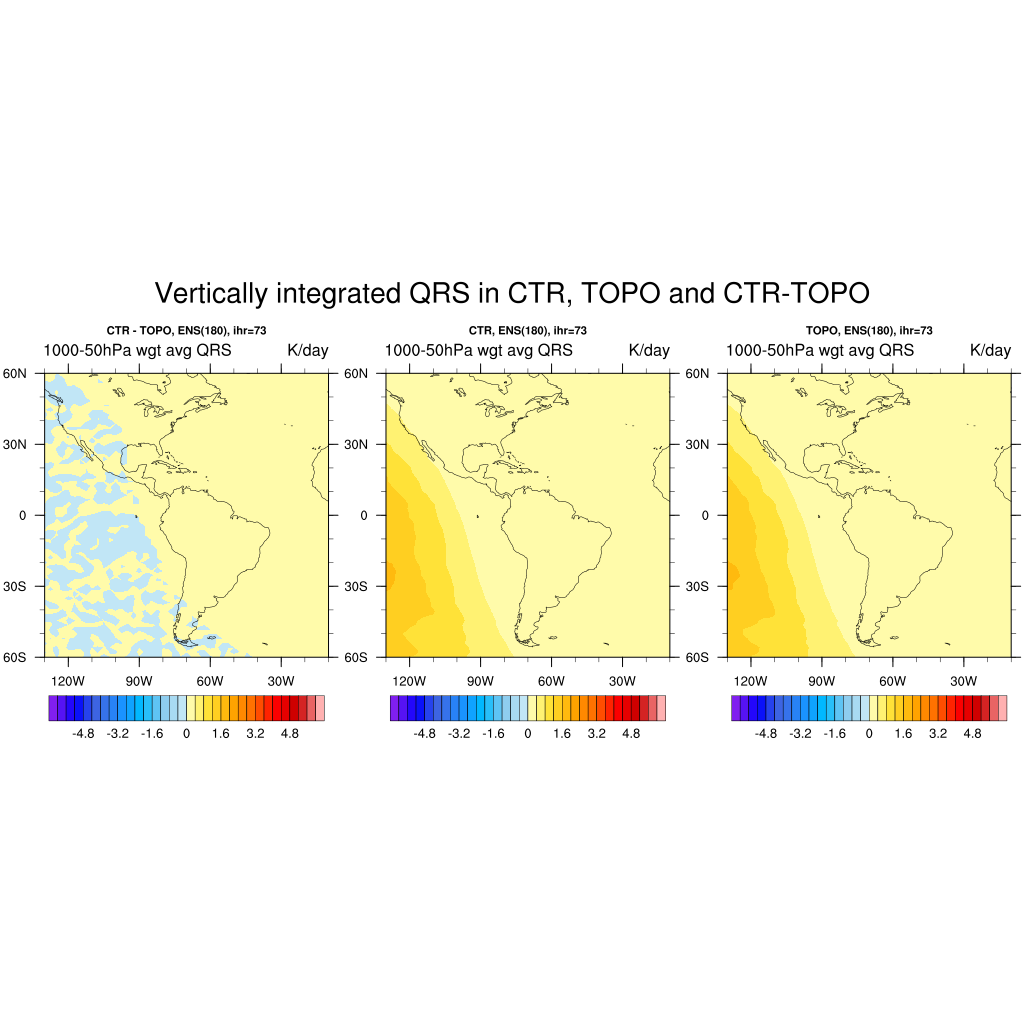 Vertically integrated QRS in CTR, TOPO and CTR-TOPO
CTR - TOPO, ENS(180), ihr=73
1000-50hPa wgt avg QRS K/day
60N
30N
0
30S
60S
120W 90W 60W 30W
-4.8 -3.2 -1.6 0 1.6 3.2 4.8
CTR, ENS(180), ihr=73
1000-50hPa wgt avg QRS K/day
60N
30N
0
30S
60S
120W 90W 60W 30W
-4.8 -3.2 -1.6 0 1.6 3.2 4.8
TOPO, ENS(180), ihr=73
1000-50hPa wgt avg QRS K/day
60N
30N
0
30S
60S
120W 90W 60W 30W
-4.8 -3.2 -1.6 0 1.6 3.2 4.8